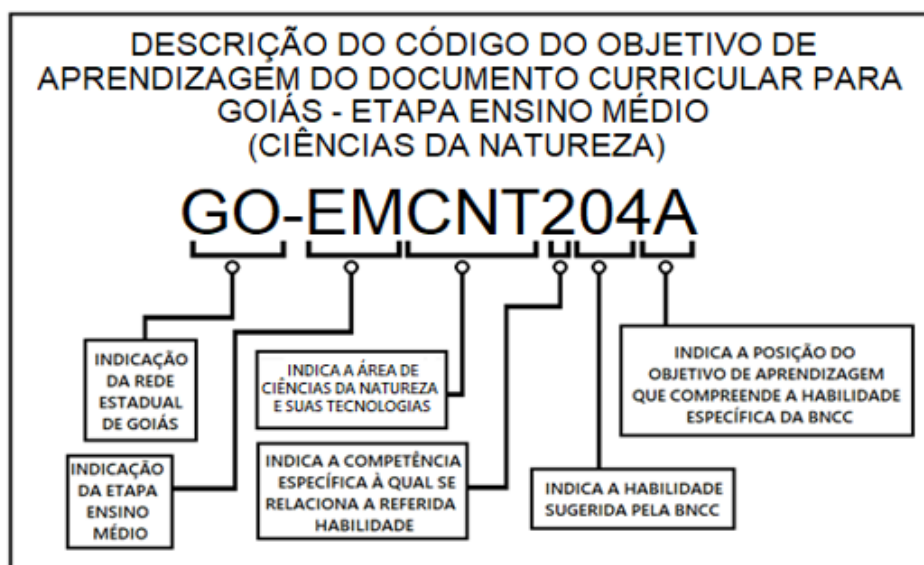 DESCRIÇÃO DO CÓDIGO DO OBJETIVO DE
APRENDIZAGEM DO DOCUMENTO CURRICULAR PARA
GOIÁS - ETAPA ENSINO MÉDIO
(CIÊNCIAS DA NATUREZA)
GO-EMCNT204A
INDICAÇÃO
DA REDE
ESTADUAL
DE GOIÁS
INDICA A ÁREA DE
CIÊNCIAS DA NATUREZA
E SUAS TECNOLOGIAS
INDICA A POSIÇÃO DO
OBJETIVO DE APRENDIZAGEM
QUE COMPREENDE A HABILIDADE
ESPECÍFICA DA BNCC
INDICAÇÃO
DA ETAPA
ENSINO
MÉDIO
INDICA A COMPETÊNCIA
ESPECÍFICA À QUAL SE
RELACIONA A REFERIDA
HABILIDADE
INDICA A HABILIDADE
SUGERIDA PELA BNCC